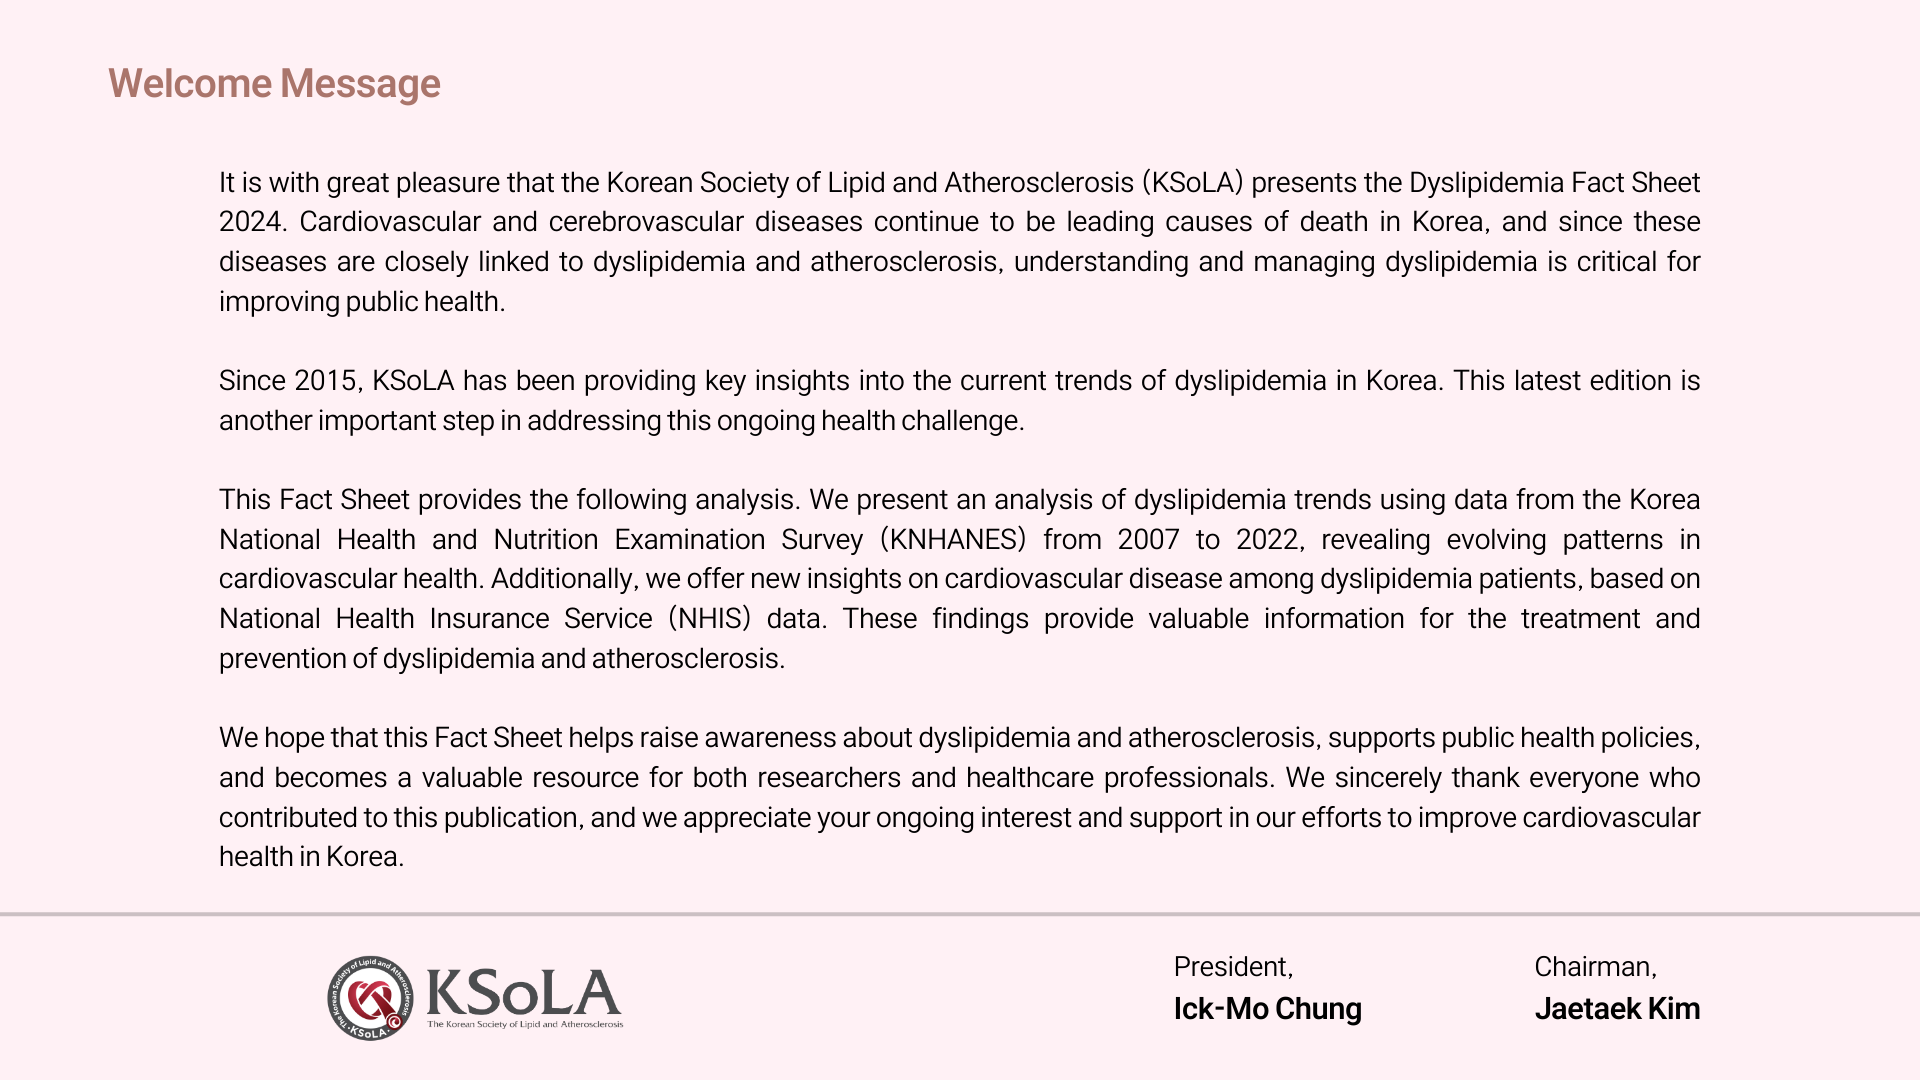 Welcome Message
It is with great pleasure that the Korean Society of Lipid and Atherosclerosis (KSoLA) presents the Dyslipidemia Fact Sheet
2024. Cardiovascular and cerebrovascular diseases continue to be leading causes of death in Korea, and since these
diseases are closely linked to dyslipidemia and atherosclerosis, understanding and managing dyslipidemia is critical for
improving public health.
Since 2015, KSoLA has been providing key insights into the current trends of dyslipidemia in Korea. This latest edition is
another important step in addressing this ongoing health challenge.
This Fact Sheet provides the following analysis. We present an analysis of dyslipidemia trends using data from the Korea
National Health and Nutrition Examination Survey (KNHANES) from 2007 to 2022, revealing evolving patterns in
cardiovascular health. Additionally, we offer new insights on cardiovascular disease among dyslipidemia patients, based on
National Health Insurance Service (NHIS) data. These findings provide valuable information for the treatment and
prevention of dyslipidemia and atherosclerosis.
We hope that this Fact Sheet helps raise awareness about dyslipidemia and atherosclerosis, supports public health policies,
and becomes a valuable resource for both researchers and healthcare professionals. We sincerely thank everyone who
contributed to this publication, and we appreciate your ongoing interest and support in our efforts to improve cardiovascular
health in Korea.
The Korean Society of Lipid and Atherosclerosis
·KSoLA·
KSoLA
The Korean Society of Lipid and Atherosclerosis
President,
Ick-Mo Chung
Chairman,
Jaetaek Kim